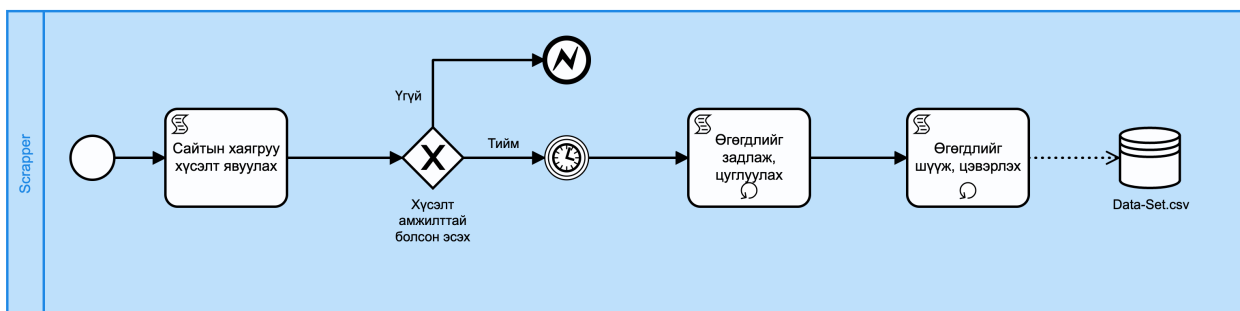 Scrapper
Сайтын хаягруу
хүсэлт явуулах
Үгүй
Тийм
Хүсэлт
амжилттай
болсон эсэх
Өгөгдлийг
задлаж,
цуглуулах
Өгөгдлийг
шүүж, цэвэрлэх
Data-Set.csv